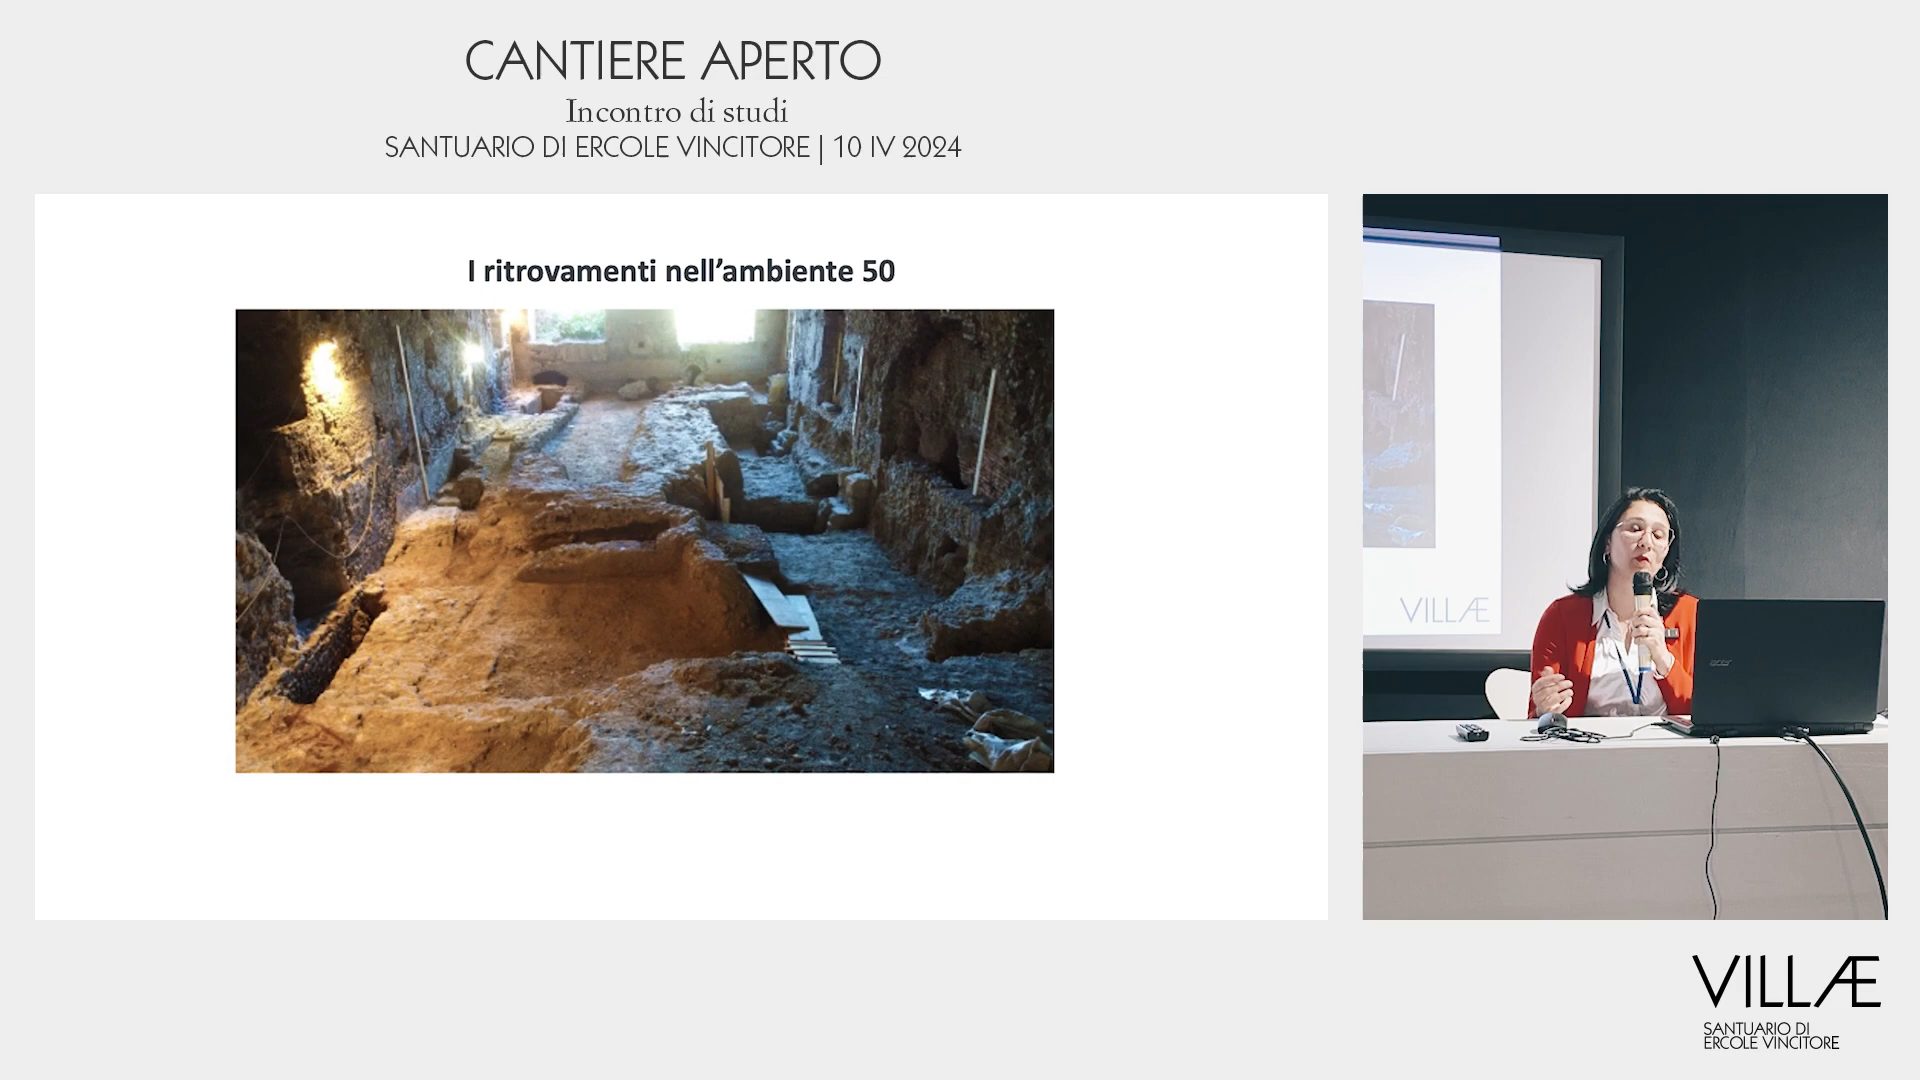 CANTIERE APERTO
Incontro di studi
SANTUARIO DI ERCOLE VINCITORE | 10 IV 2024
I ritrovamenti nell'ambiente 50
VILLÆ
acer
VILLÆ
SANTUARIO DI
ERCOLE VINCITORE